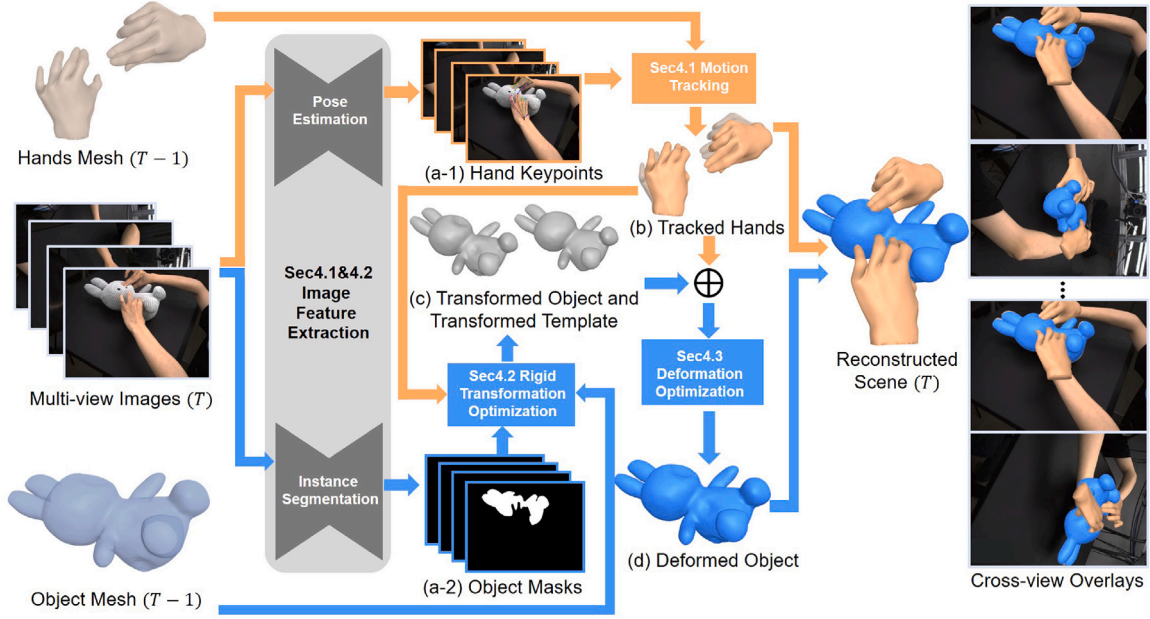 Hands Mesh (T − 1)
Multi-view Images (T)
Object Mesh (T − 1)
Pose
Estimation
Sec4.1&4.2
Image
Feature
Extraction
Instance
Segmentation
(a-1) Hand Keypoints
(c) Transformed Object and
Transformed Template
Sec4.2 Rigid
Transformation
Optimization
(a-2) Object Masks
Sec4.1 Motion
Tracking
(b) Tracked Hands
Sec4.3
Deformation
Optimization
(d) Deformed Object
Reconstructed
Scene (T)
Cross-view Overlays